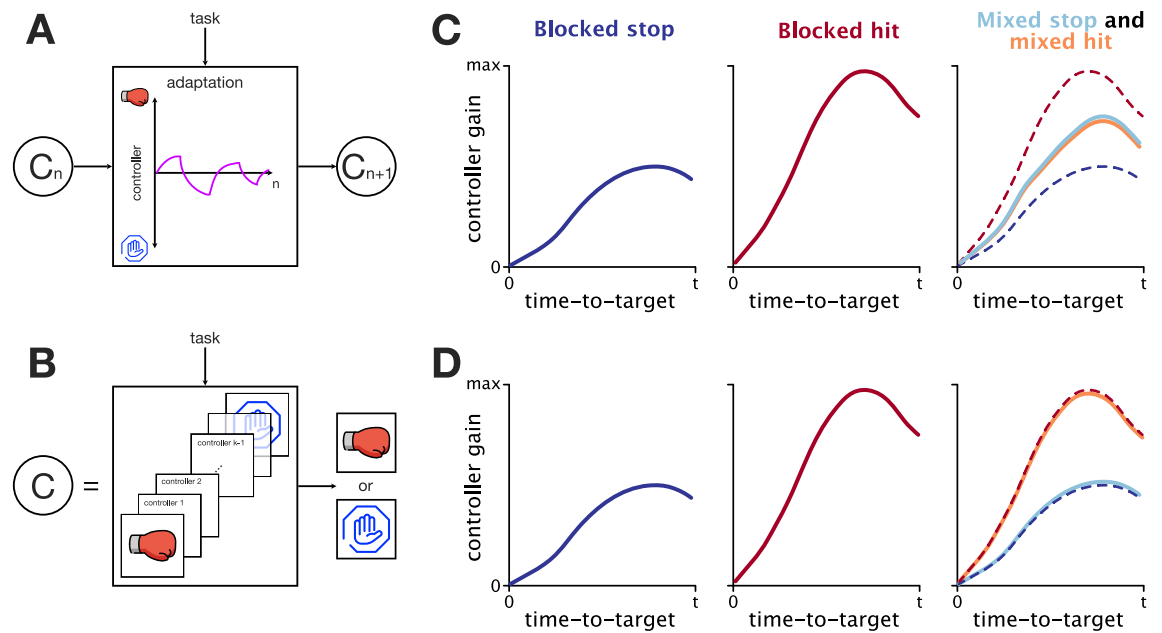 A
task
adaptation
controller
n
Cn
Cn+1
B
task
C
=
controller k-1
...
controller 2
controller 1
or
C
Blocked stop
Blocked hit
Mixed stop and
mixed hit
max
controller gain
0
0
t
time-to-target
0
t
time-to-target
0
t
time-to-target
D
max
controller gain
0
0
t
time-to-target
0
t
time-to-target
0
t
time-to-target